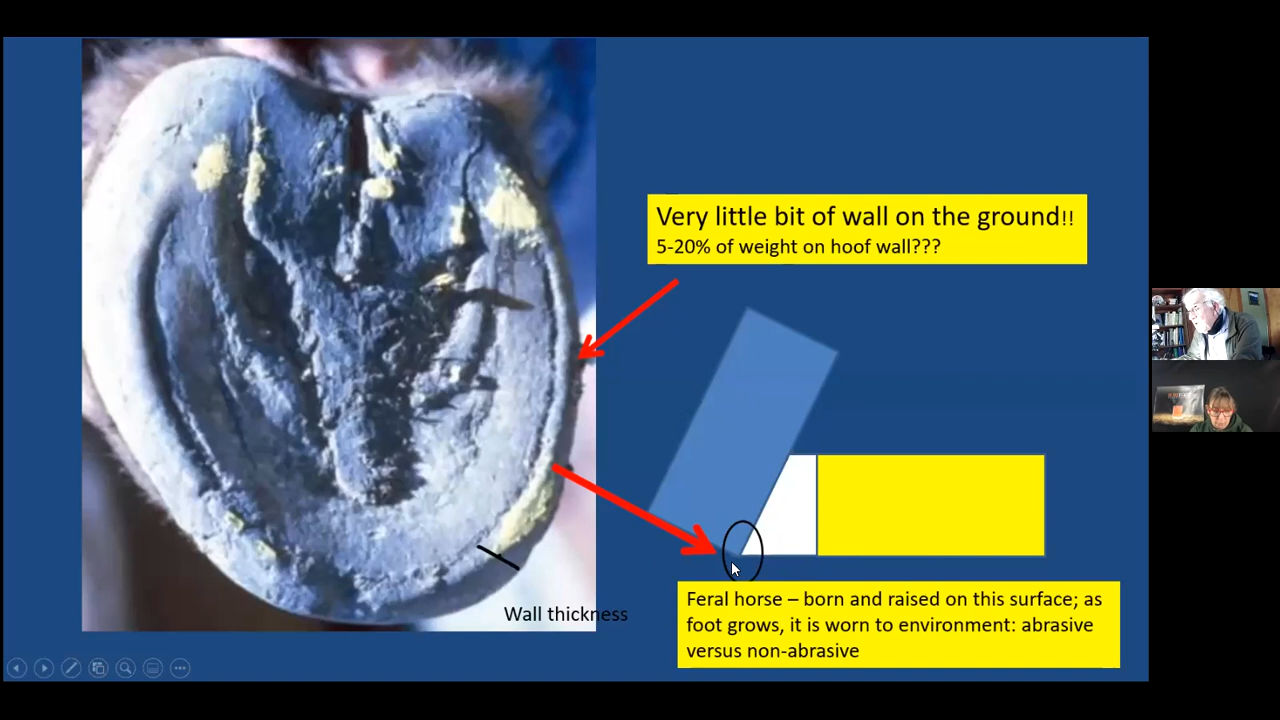 Very little bit of wall on the ground!!
5-20% of weight on hoof wall???
Wall thickness
Feral horse – born and raised on this surface; as
foot grows, it is worn to environment: abrasive
versus non-abrasive